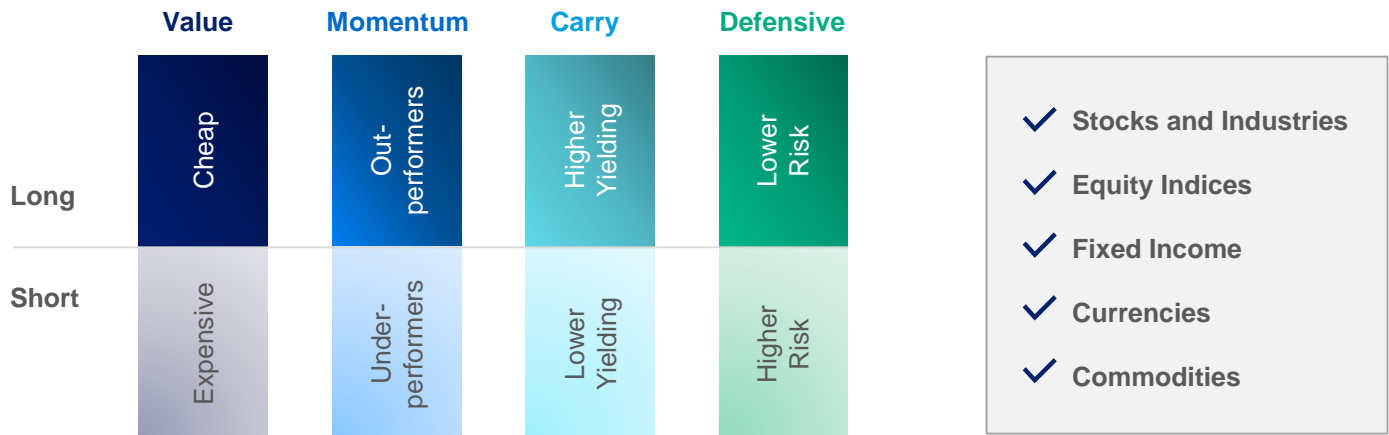 Value
Momentum
Carry
Defensive
Long
Cheap
Out-
performers
Higher
Yielding
Lower
Risk
Short
Expensive
Under-
performers
Lower
Yielding
Higher
Risk
Stocks and Industries
Equity Indices
Fixed Income
Currencies
Commodities